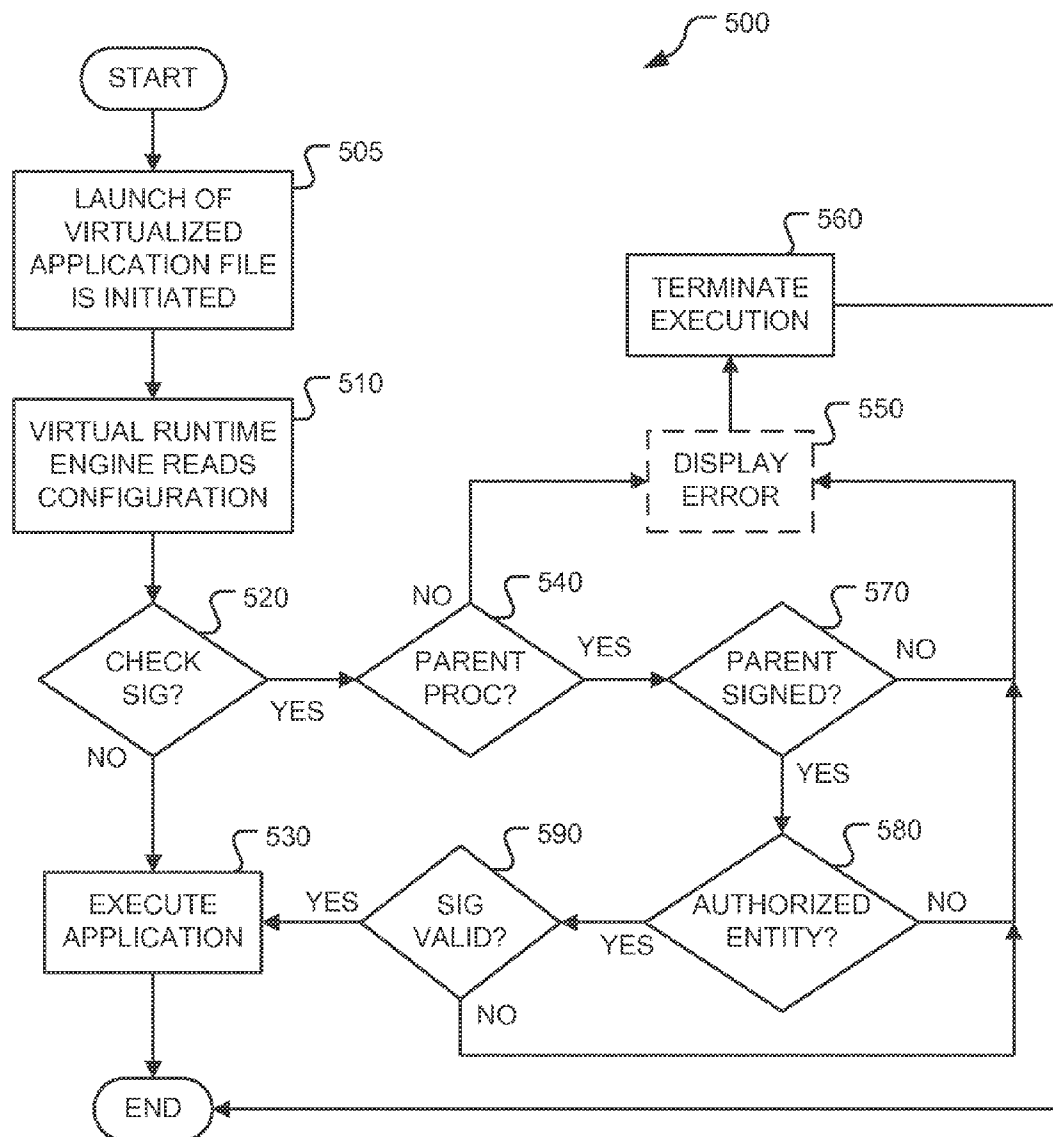 500
START
505
LAUNCH OF
VIRTUALIZED
APPLICATION FILE
IS INITIATED
560
TERMINATE
EXECUTION
510
VIRTUAL RUNTIME
ENGINE READS
CONFIGURATION
550
DISPLAY
ERROR
520
CHECK
SIG?
YES
NO
540
NO
PARENT
PROC?
YES
570
PARENT
SIGNED?
NO
YES
580
AUTHORIZED
ENTITY?
NO
YES
590
SIG
VALID?
YES
NO
530
EXECUTE
APPLICATION
END